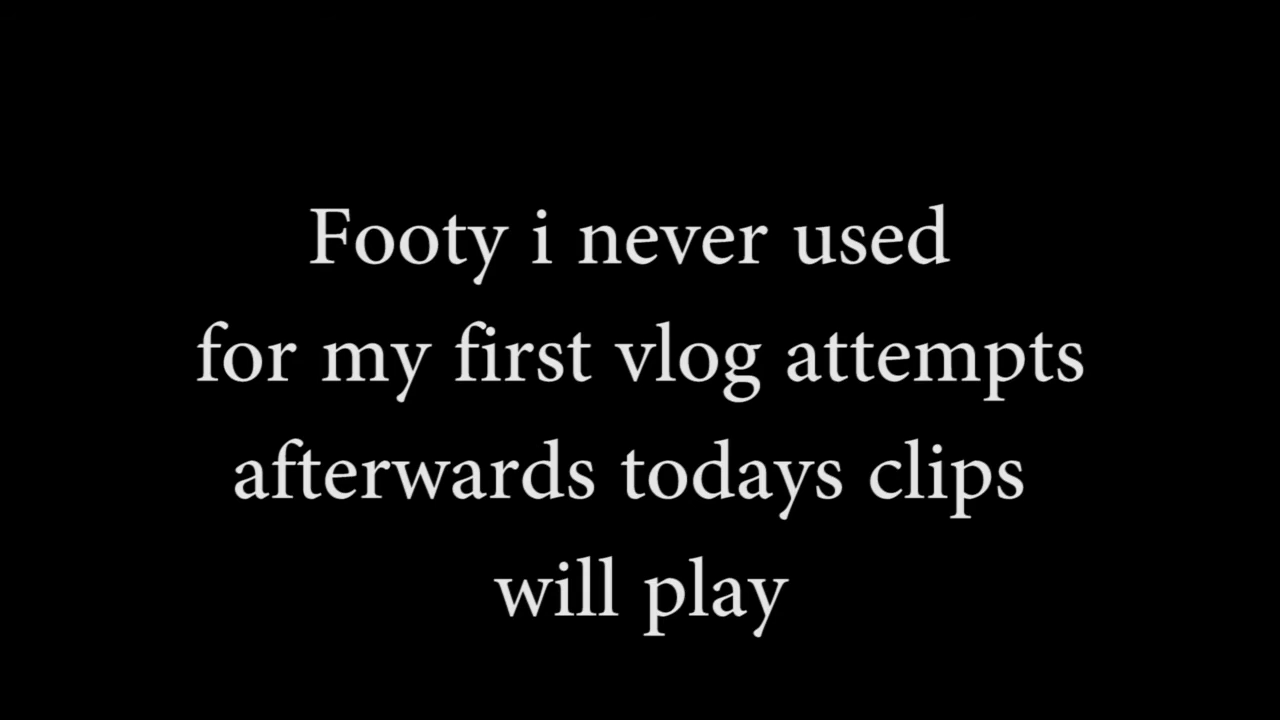 Footy i never used
for my first vlog attempts
afterwards todays clips
will play